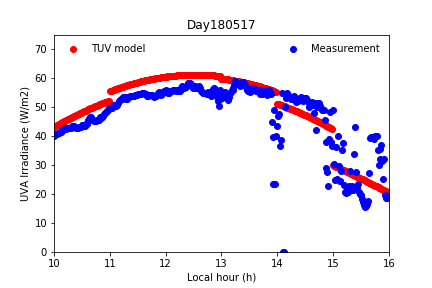 Day180517
TUV model
Measurement
UVA Irradiance (W/m2)
70
60
50
40
30
20
10
0
10 11 12 13 14 15 16
Local hour (h)